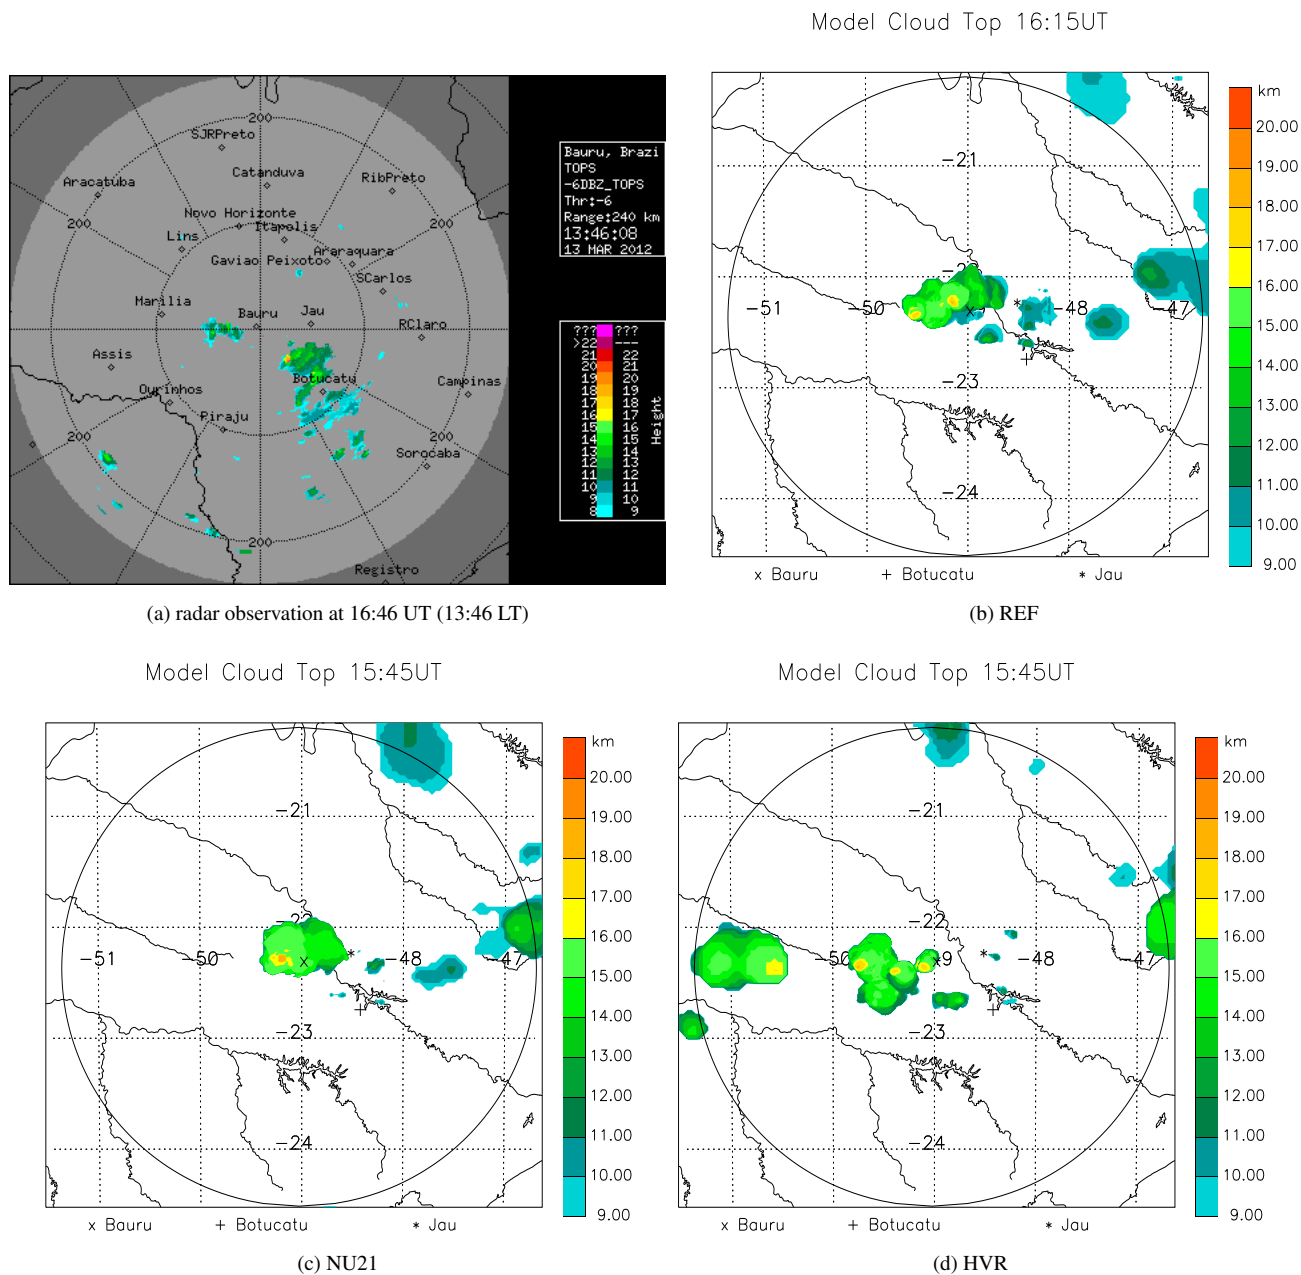 Model Cloud Top 16:15UT
200
SJRPreto
Catanduva
Aracatuba
RibPreto
200
Novo Horizonte
200
Lins
Itapolis
Araraquara
Gaviao Peixoto
SCarlos
Marilia
Bauru
Jau
RClaro
Assis
Botucatu
Ourinhos
Campinas
Piraju
200
200
Sorocaba
200
Registro
Bauru, Brazi
TOPS
-6DBZ_TOPS
Thr:-6
Range:240 km
13:46:08
13 MAR 2012
??? ???
>22 ---
21 22
20 21
19 20
18 19
17 18
16 17
15 16
14 15
13 14
12 13
11 12
10 11
9 10
8 9
Height
(a) radar observation at 16:46 UT (13:46 LT)
-21
-51 -50 x * -48 -47
+
-23
-24
km
20.00
19.00
18.00
17.00
16.00
15.00
14.00
13.00
12.00
11.00
10.00
9.00
x Bauru + Botucatu * Jau
(b) REF
Model Cloud Top 15:45UT
-21
-22
-51 -50 x * -48 -47
+
-23
-24
km
20.00
19.00
18.00
17.00
16.00
15.00
14.00
13.00
12.00
11.00
10.00
9.00
x Bauru + Botucatu * Jau
(c) NU21
Model Cloud Top 15:45UT
-21
-22
-51 -50 x9 * -48 -47
+
-23
-24
km
20.00
19.00
18.00
17.00
16.00
15.00
14.00
13.00
12.00
11.00
10.00
9.00
x Bauru + Botucatu * Jau
(d) HVR